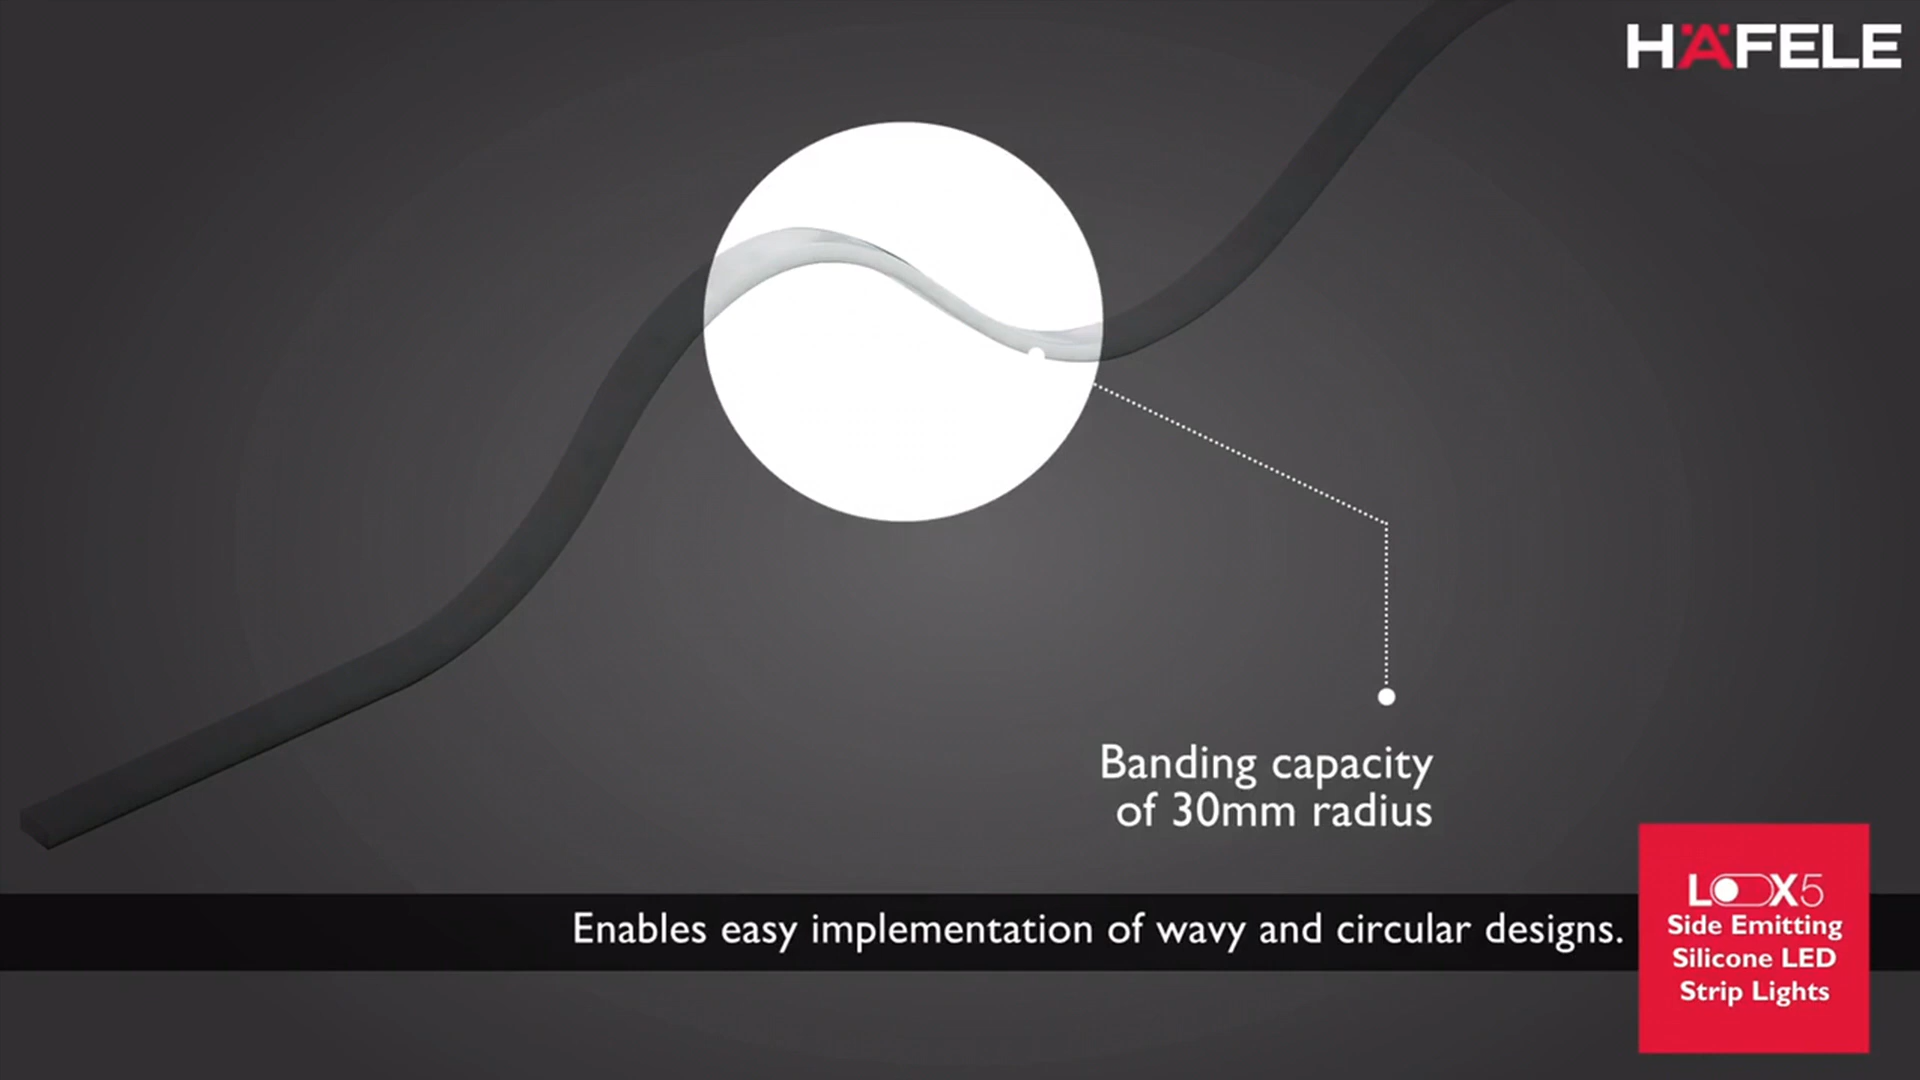 HÄFELE
Banding capacity
of 30mm radius
Enables easy implementation of wavy and circular designs.
LOOX5
Side Emitting
Silicone LED
Strip Lights